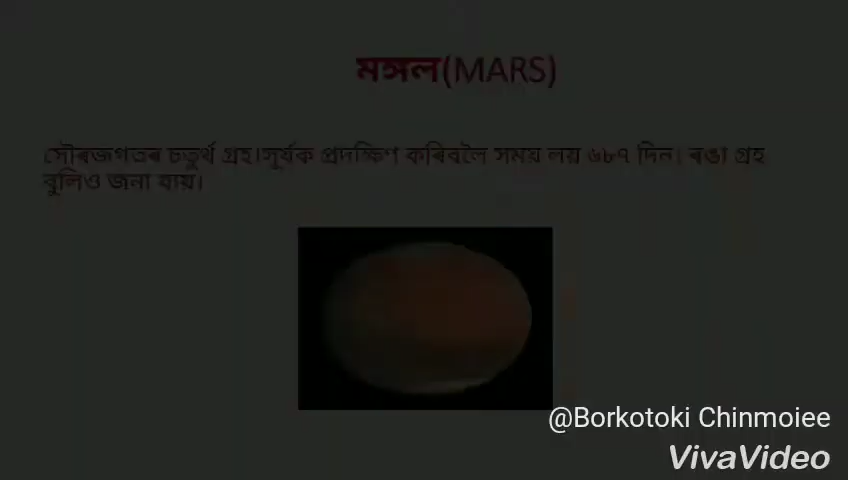 মঙ্গল(MARS)
সৌৰজগতৰ চতুৰ্থ গ্ৰহ।সূৰ্যক প্ৰদক্ষিণ কৰিবলৈ সময় লয় ৬৮৭ দিন। ৰঙা গ্ৰহ
বুলিও জনা যায়।
@Borkotoki Chinmoiee
VivaVideo